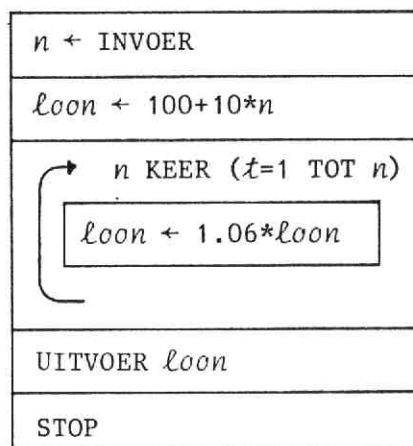 n ← INVOER
loon ← 100+10*n
n KEER (t=1 TOT n)
loon ← 1.06*loon
UITVOER loon
STOP